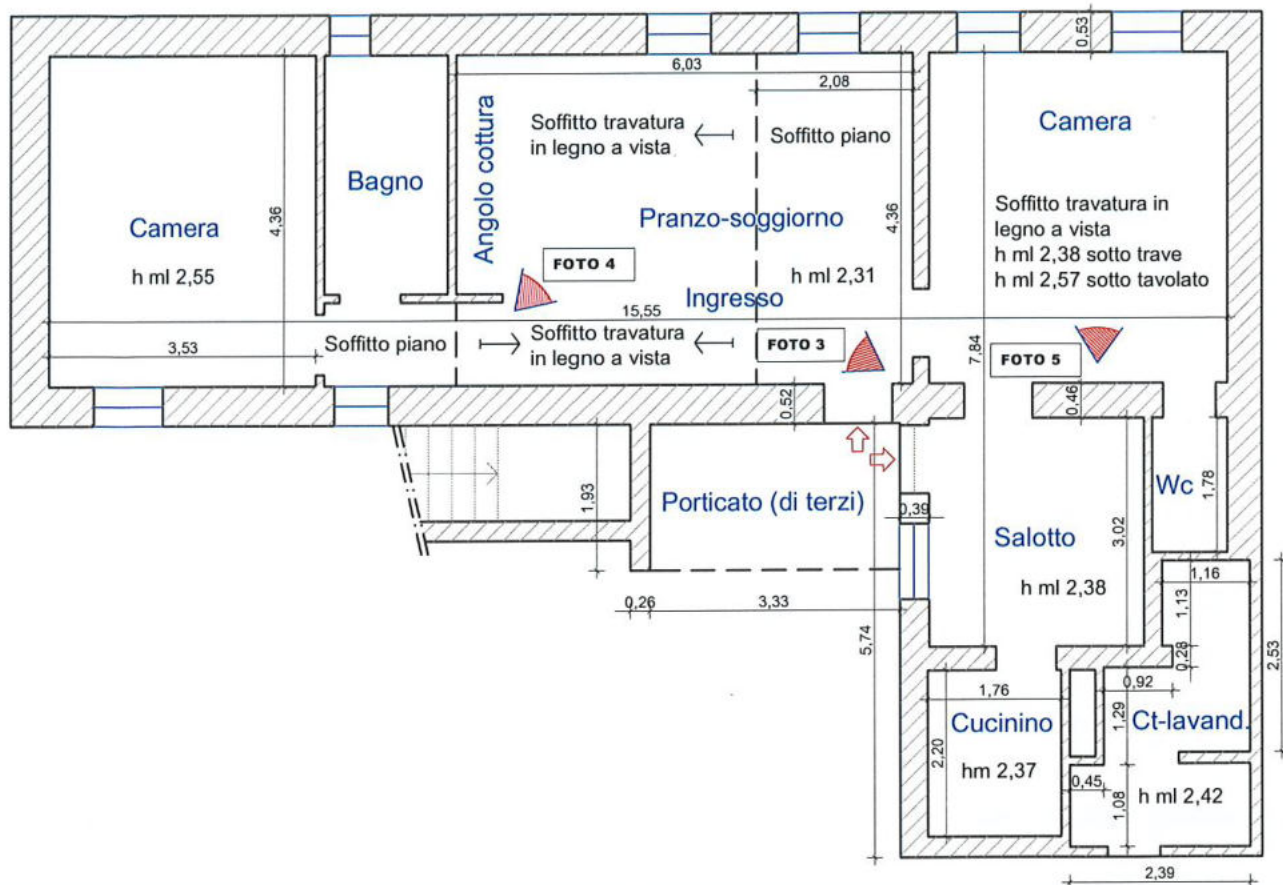 0,53
6,03
2,08
Soffitto travatura
in legno a vista
Soffitto piano
Camera
Angolo cottura
Bagno
4,36
4,36
Pranzo-soggiorno
Camera
h ml 2,55
Soffitto travatura in
legno a vista
h ml 2,38 sotto trave
h ml 2,57 sotto tavolato
FOTO 4
h ml 2,31
Ingresso
15,55
3,53
Soffitto piano
Soffitto travatura
in legno a vista
FOTO 3
7,84
FOTO 5
0,52
0,46
1,93
Porticato (di terzi)
0,39
Wc
1,78
Salotto
3,02
h ml 2,38
1,16
1,13
0,26
3,33
5,74
0,28
2,53
1,76
0,92
Cucinino
1,29
Ct-lavand.
2,20
hm 2,37
0,45
1,08
h ml 2,42
2,39